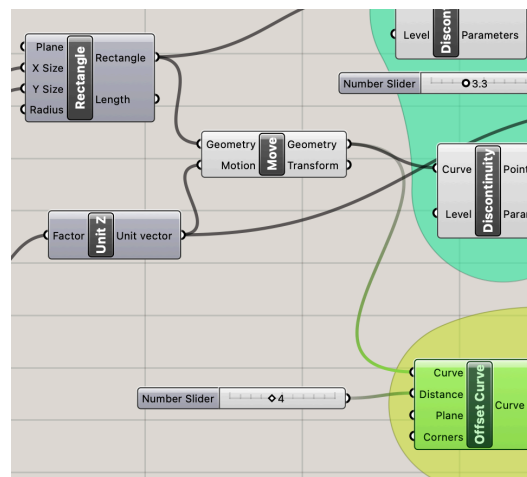 Plane
X Size
Y Size
Radius
Rectangle
Rectangle
Length
Level
Parameters
Number Slider
3.3
Geometry
Motion
Move
Geometry
Transform
Curve
Level
Discontinuity
Factor
Unit Z
Unit vector
Number Slider
4
Curve
Distance
Plane
Corners
Offset Curve
Curve